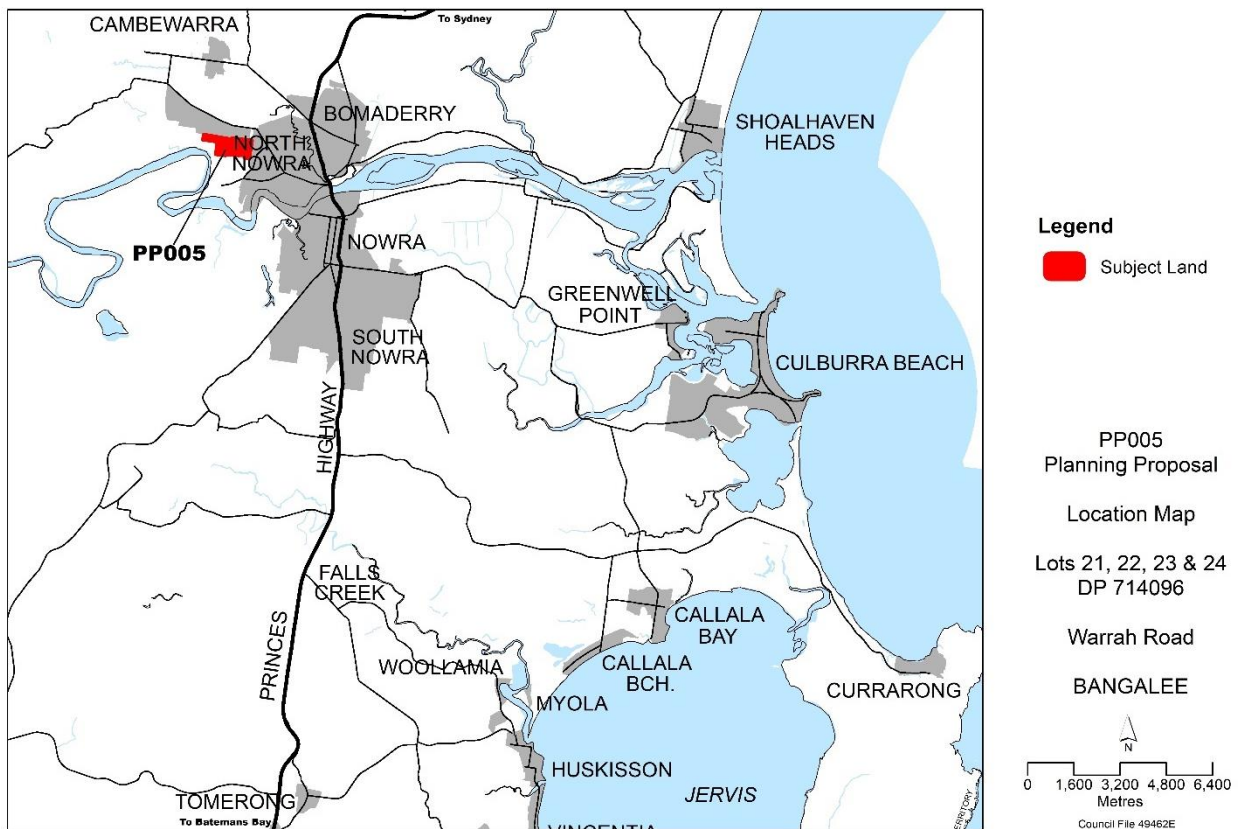 To Sydney
CAMBEWARRA
BOMADERRY
SHOALHAVEN
HEADS
NORTH
NOWRA
PP005
NOWRA
GREENWELL
POINT
SOUTH
NOWRA
CULBURRA BEACH
HIGHWAY
FALLS
CREEK
PRINCES
CALLALA
BAY
WOOLLAMIA
CALLALA
BCH.
CURRARONG
MYOLA
HUSKISSON
JERVIS
TOMERONG
To Batemans Bay
VINCENTIA
TERRITORY
Legend
Subject Land
PP005
Planning Proposal
Location Map
Lots 21, 22, 23 & 24
DP 714096
Warrah Road
BANGALEE
N
0 1,600 3,200 4,800 6,400
Metres
Council File 49462E